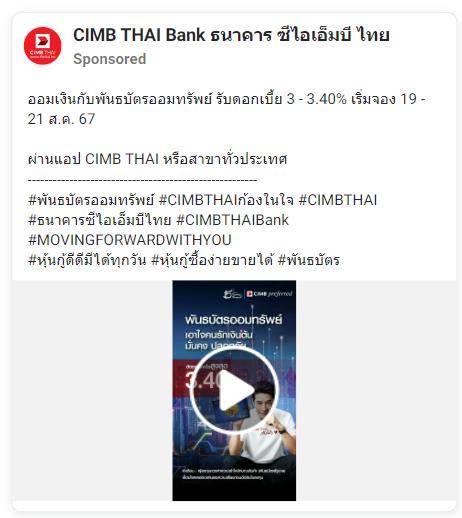 CIMB THAI Bank ธนาคาร ซีไอเอ็มบี ไทย
Sponsored
ออมเงินกับพันธบัตรออมทรัพย์ รับดอกเบี้ย 3 - 3.40% เริ่มจอง 19 -
21 ส.ค. 67
ผ่านแอป CIMB THAI หรือสาขาทั่วประเทศ
-------------------------------------------------------
#พันธบัตรออมทรัพย์ #CIMBTHAIก้องในใจ #CIMBTHAI
#ธนาคารซีไอเอ็มบีไทย #CIMBTHAIBank
#MOVINGFORWARDWITHYOU
#หุ้นกู้ดีดีมีได้ทุกวัน #หุ้นกู้ซื้อง่ายขายได้ #พันธบัตร
CIMB THAI
CIMB preferred
พันธบัตรออมทรัพย์
เอาใจคนรักเงินต้น
มั่นคง ปลอดภัย
สูงสุด
3.40